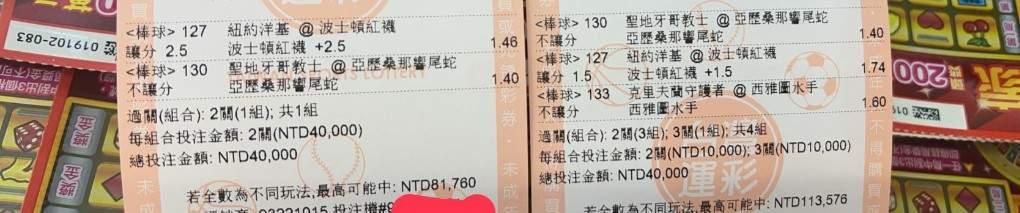 <棒球> 127 紐約洋基 @ 波士頓紅襪
讓分 2.5 波士頓紅襪 +2.5 1.46
<棒球> 130 聖地牙哥教士 @ 亞歷桑那響尾蛇
不讓分 亞歷桑那響尾蛇 1.40
過關(組合): 2關(1組); 共1組
每組合投注金額: 2關(NTD40,000)
總投注金額: NTD40,000
若全數為不同玩法,最高可能中: NTD81,760
03221015 投注機#9
<棒球> 130 聖地牙哥教士 @ 亞歷桑那響尾蛇
不讓分 亞歷桑那響尾蛇 1.40
<棒球> 127 紐約洋基 @ 波士頓紅襪
讓分 1.5 波士頓紅襪 +1.5 1.74
<棒球> 133 克里夫蘭守護者 @ 西雅圖水手
不讓分 西雅圖水手 1.60
過關(組合): 2關(3組); 3關(1組); 共4組
每組合投注金額: 2關(NTD10,000); 3關(NTD10,000)
總投注金額: NTD40,000
若全數為不同玩法,最高可能中: NTD113,576
運彩
019102-083
200
獎金